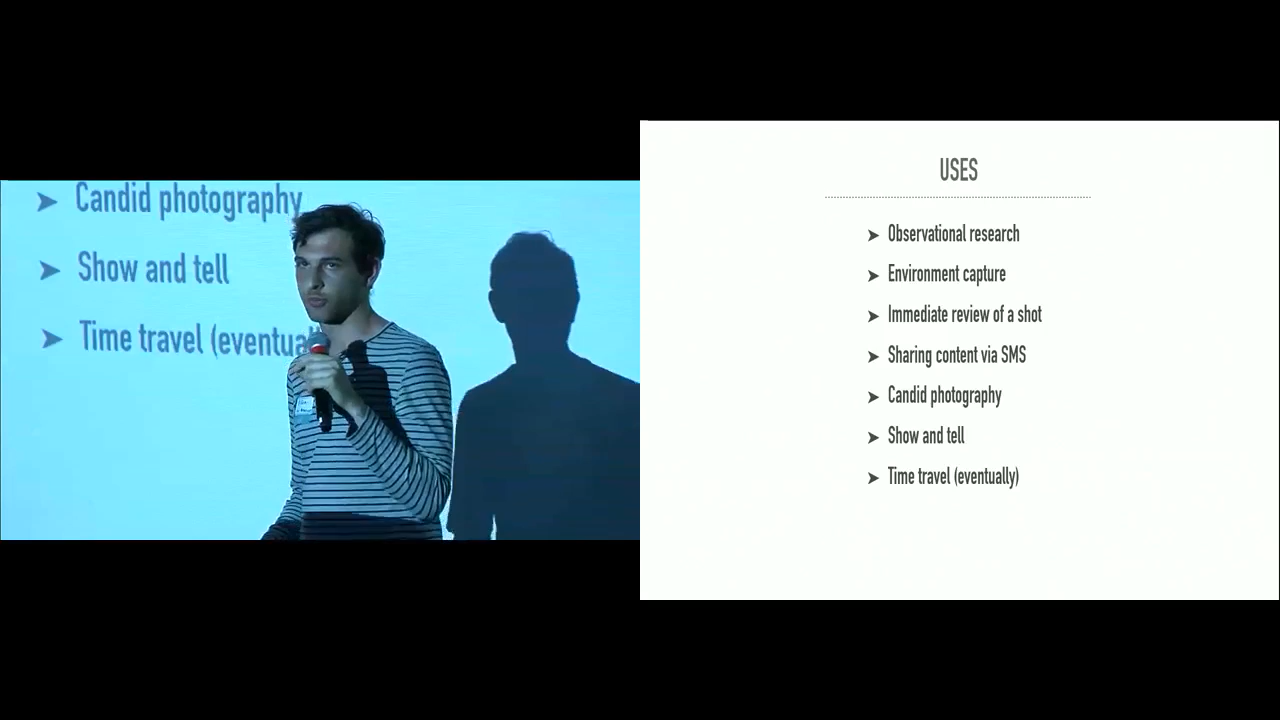 Candid photography
Show and tell
Time travel (eventual
USES
Observational research
Environment capture
Immediate review of a shot
Sharing content via SMS
Candid photography
Show and tell
Time travel (eventually)